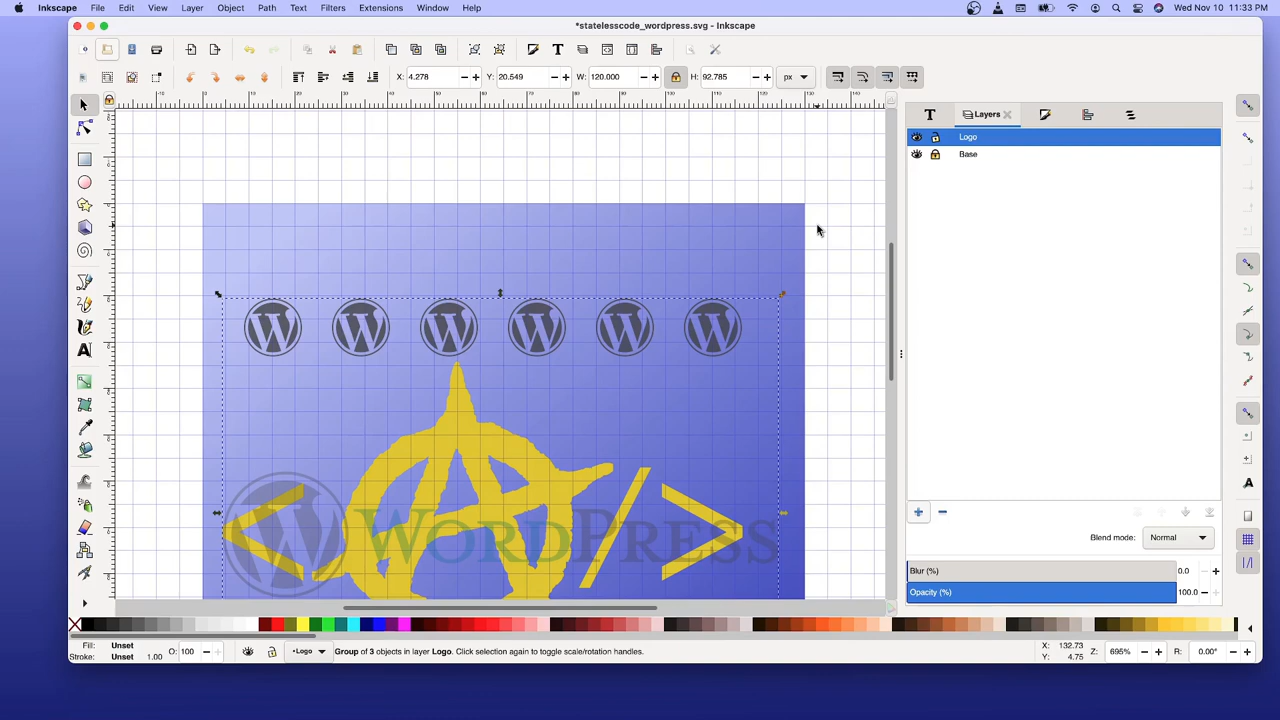 Inkscape File Edit View Layer Object Path Text Filters Extensions Window Help Wed Nov 10 11:33 PM
*statelesscode_wordpress.svg - Inkscape
X: 4.278 Y: 20.549 W: 120.000 H: 92.785 px
Layers
Logo
Base
WORDPRESS
Blend mode: Normal
Blur (%) 0.0
Opacity (%) 100.0
Fill: Unset
Stroke: Unset 1.00 O: 100 •Logo Group of 3 objects in layer Logo. Click selection again to toggle scale/rotation handles. X: 132.73 Y: 4.75 Z: 695% R: 0.00°